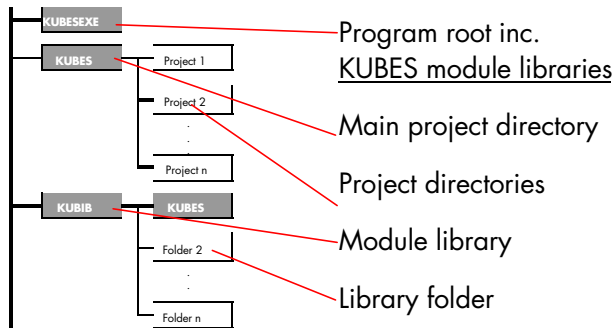 KUBESEXE
Program root inc.
KUBES module libraries
KUBES
Project 1
Project 2
.
.
.
Project n
Main project directory
Project directories
KUBIB
KUBES
Module library
Folder 2
.
.
Folder n
Library folder